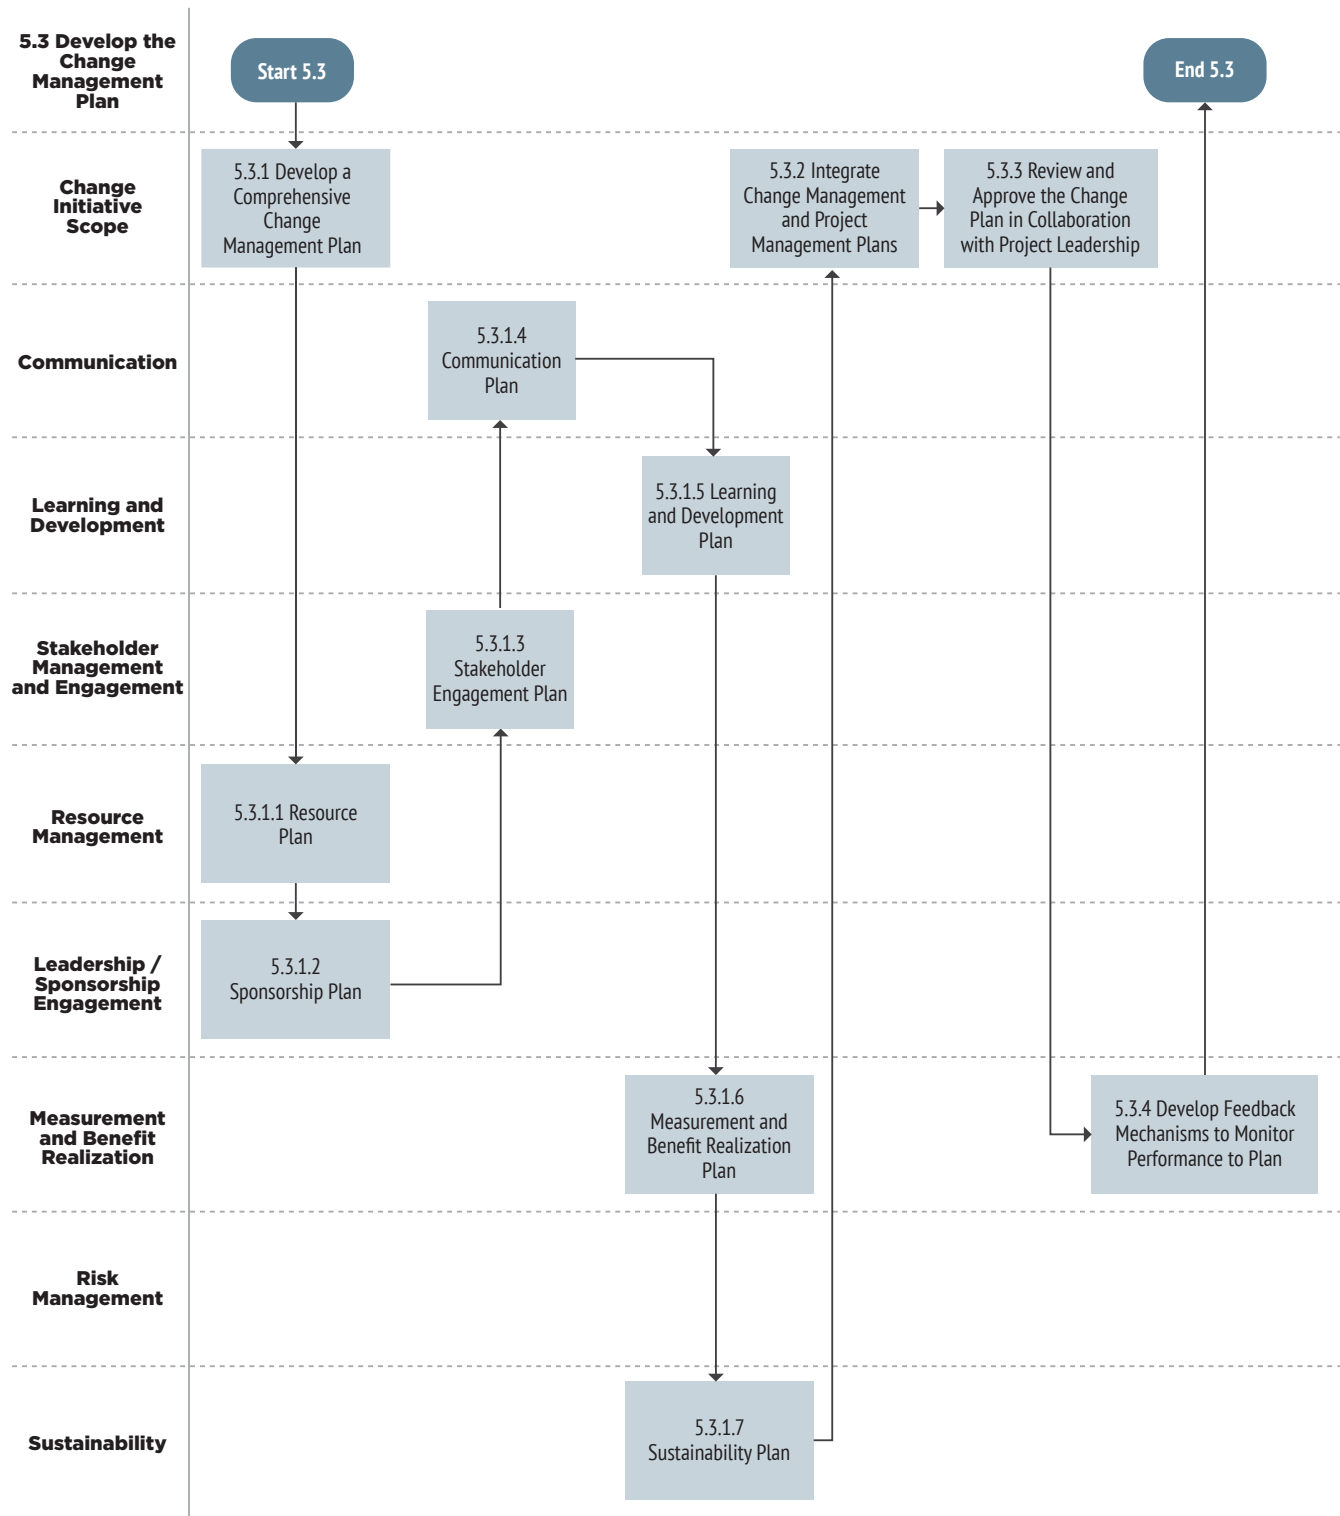 5.3 Develop the
Change
Management
Plan
Start 5.3
End 5.3
Change
Initiative
Scope
5.3.1 Develop a
Comprehensive
Change
Management Plan
5.3.2 Integrate
Change Management
and Project
Management Plans
5.3.3 Review and
Approve the Change
Plan in Collaboration
with Project Leadership
Communication
5.3.1.4
Communication
Plan
Learning and
Development
5.3.1.5 Learning
and Development
Plan
Stakeholder
Management
and Engagement
5.3.1.3
Stakeholder
Engagement Plan
Resource
Management
5.3.1.1 Resource
Plan
Leadership /
Sponsorship
Engagement
5.3.1.2
Sponsorship Plan
Measurement
and Benefit
Realization
5.3.1.6
Measurement and
Benefit Realization
Plan
5.3.4 Develop Feedback
Mechanisms to Monitor
Performance to Plan
Risk
Management
Sustainability
5.3.1.7
Sustainability Plan